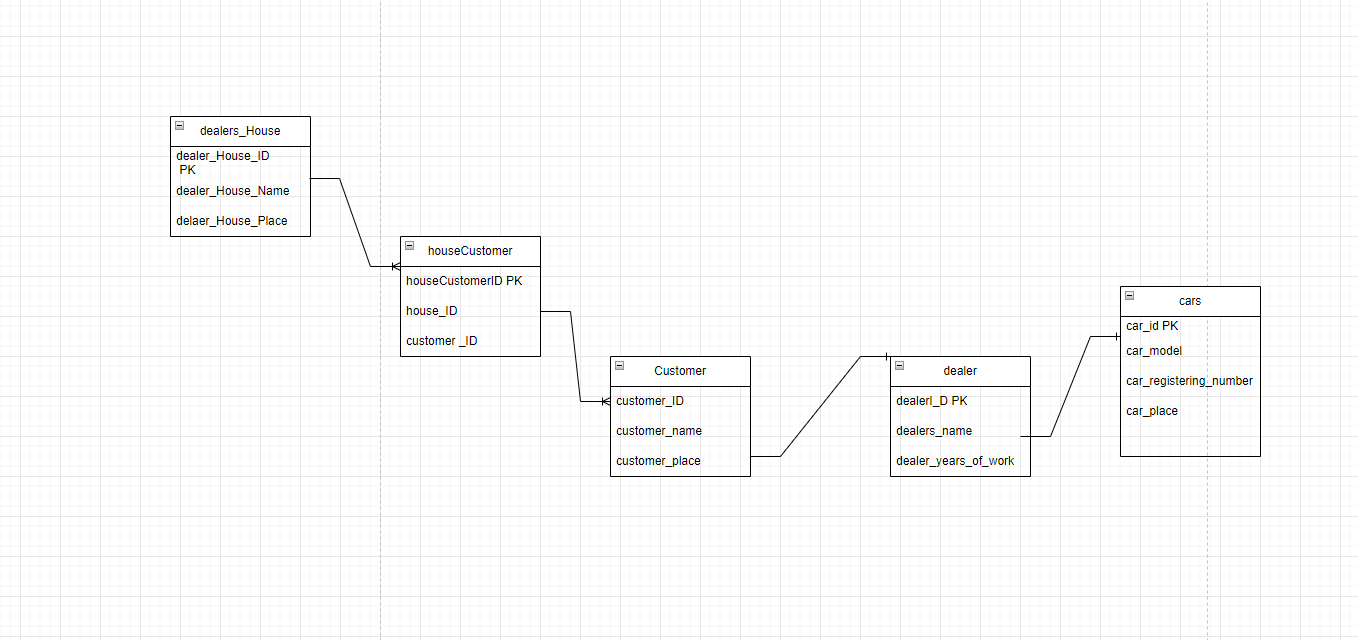 dealers_House
dealer_House_ID
PK
dealer_House_Name
delaer_House_Place
houseCustomer
houseCustomerID PK
house_ID
customer _ID
Customer
customer_ID
customer_name
customer_place
dealer
dealerI_D PK
dealers_name
dealer_years_of_work
cars
car_id PK
car_model
car_registering_number
car_place